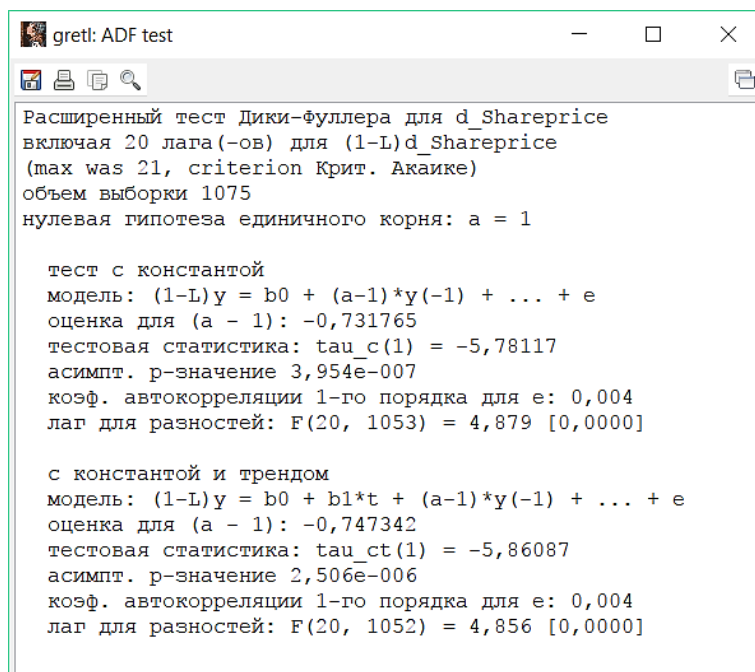 gretl: ADF test
Расширенный тест Дики-Фуллера для d_Shareprice
включая 20 лага(-ов) для (1-L)d_Shareprice
(max was 21, criterion Крит. Акаике)
объем выборки 1075
нулевая гипотеза единичного корня: a = 1
тест с константой
модель: (1-L)y = b0 + (a-1)*y(-1) + ... + e
оценка для (a - 1): -0,731765
тестовая статистика: tau_c(1) = -5,78117
асимпт. р-значение 3,954e-007
коэф. автокорреляции 1-го порядка для e: 0,004
лаг для разностей: F(20, 1053) = 4,879 [0,0000]
с константой и трендом
модель: (1-L)y = b0 + b1*t + (a-1)*y(-1) + ... + e
оценка для (a - 1): -0,747342
тестовая статистика: tau_ct(1) = -5,86087
асимпт. р-значение 2,506e-006
коэф. автокорреляции 1-го порядка для e: 0,004
лаг для разностей: F(20, 1052) = 4,856 [0,0000]